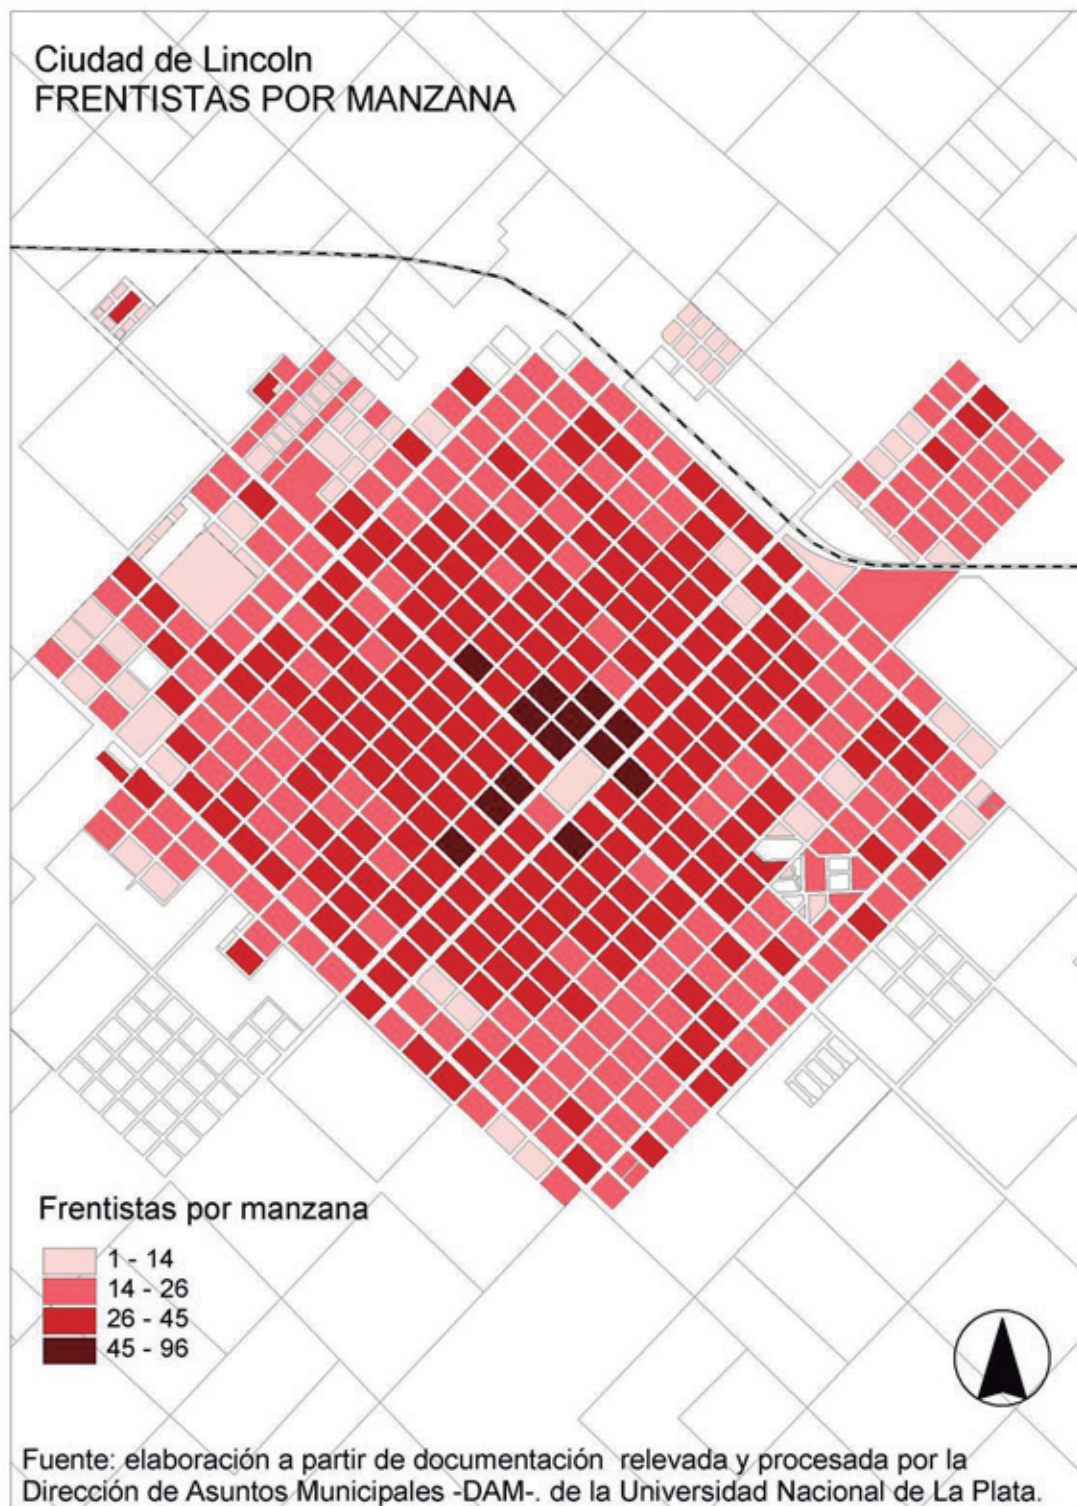 Ciudad de Lincoln
FRENTISTAS POR MANZANA
Frentistas por manzana
1 - 14
14 - 26
26 - 45
45 - 96
Fuente: elaboración a partir de documentación relevada y procesada por la
Dirección de Asuntos Municipales -DAM-. de la Universidad Nacional de La Plata.